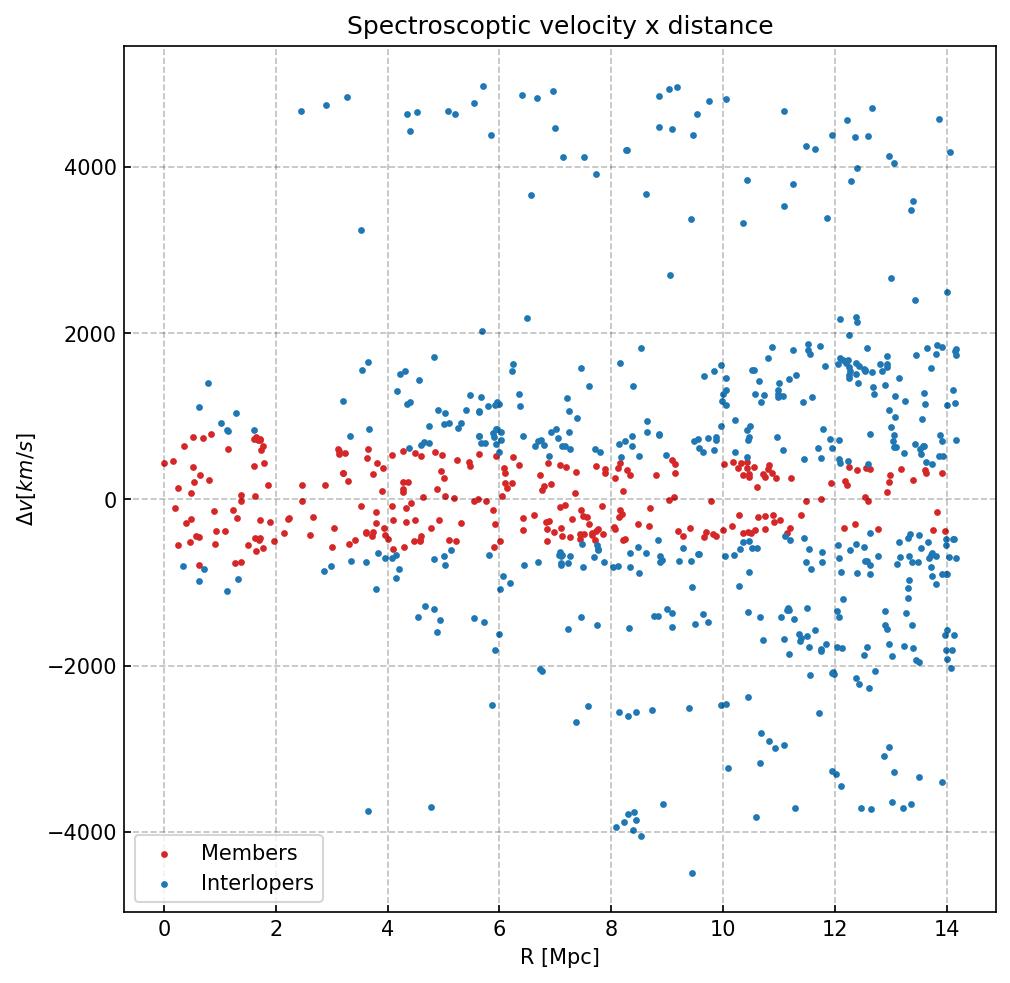 Spectroscoptic velocity x distance
4000
2000
0
−2000
−4000
Δv[km/s]
Members
Interlopers
0 2 4 6 8 10 12 14
R [Mpc]